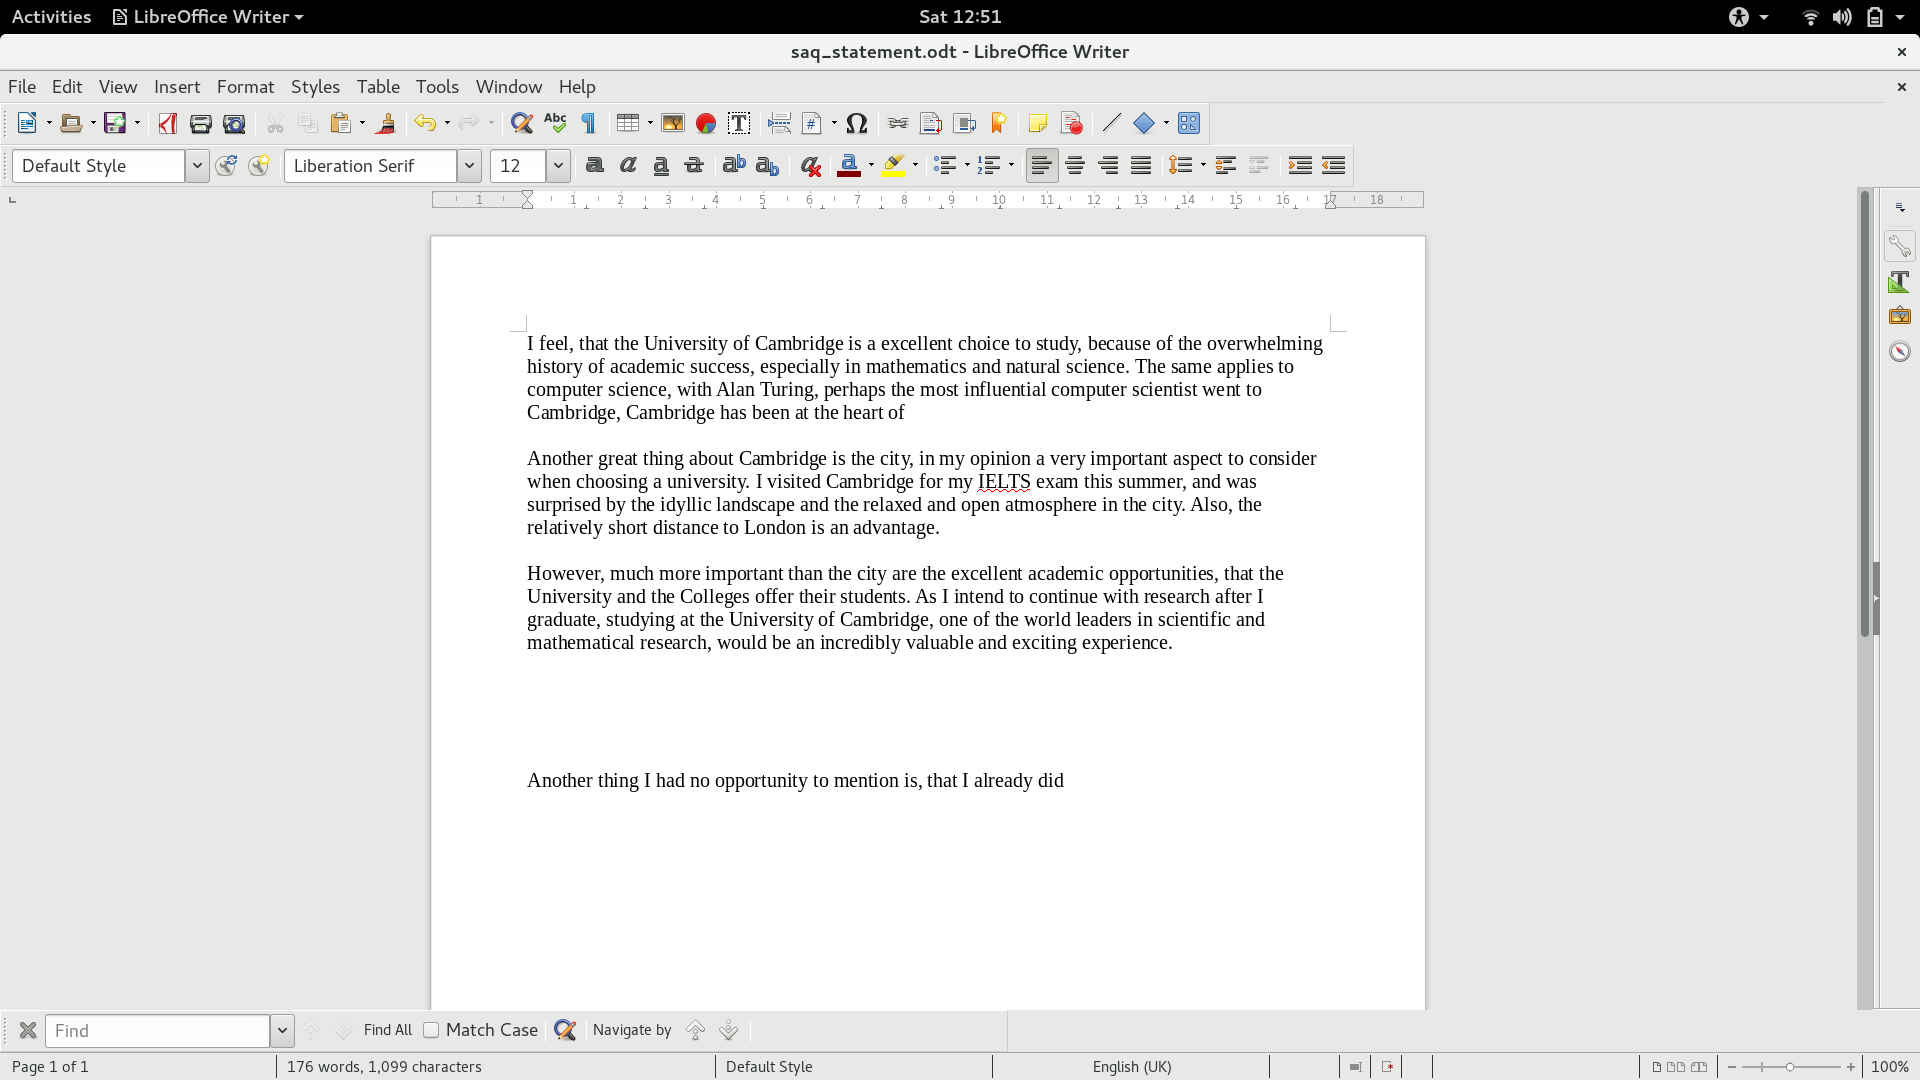 Activities LibreOffice Writer Sat 12:51
saq_statement.odt - LibreOffice Writer
File Edit View Insert Format Styles Table Tools Window Help
Default Style Liberation Serif 12
1 1 2 3 4 5 6 7 8 9 10 11 12 13 14 15 16 17 18
I feel, that the University of Cambridge is a excellent choice to study, because of the overwhelming
history of academic success, especially in mathematics and natural science. The same applies to
computer science, with Alan Turing, perhaps the most influential computer scientist went to
Cambridge, Cambridge has been at the heart of
Another great thing about Cambridge is the city, in my opinion a very important aspect to consider
when choosing a university. I visited Cambridge for my IELTS exam this summer, and was
surprised by the idyllic landscape and the relaxed and open atmosphere in the city. Also, the
relatively short distance to London is an advantage.
However, much more important than the city are the excellent academic opportunities, that the
University and the Colleges offer their students. As I intend to continue with research after I
graduate, studying at the University of Cambridge, one of the world leaders in scientific and
mathematical research, would be an incredibly valuable and exciting experience.
Another thing I had no opportunity to mention is, that I already did
Find Find All Match Case Navigate by
Page 1 of 1 176 words, 1,099 characters Default Style English (UK) 100%